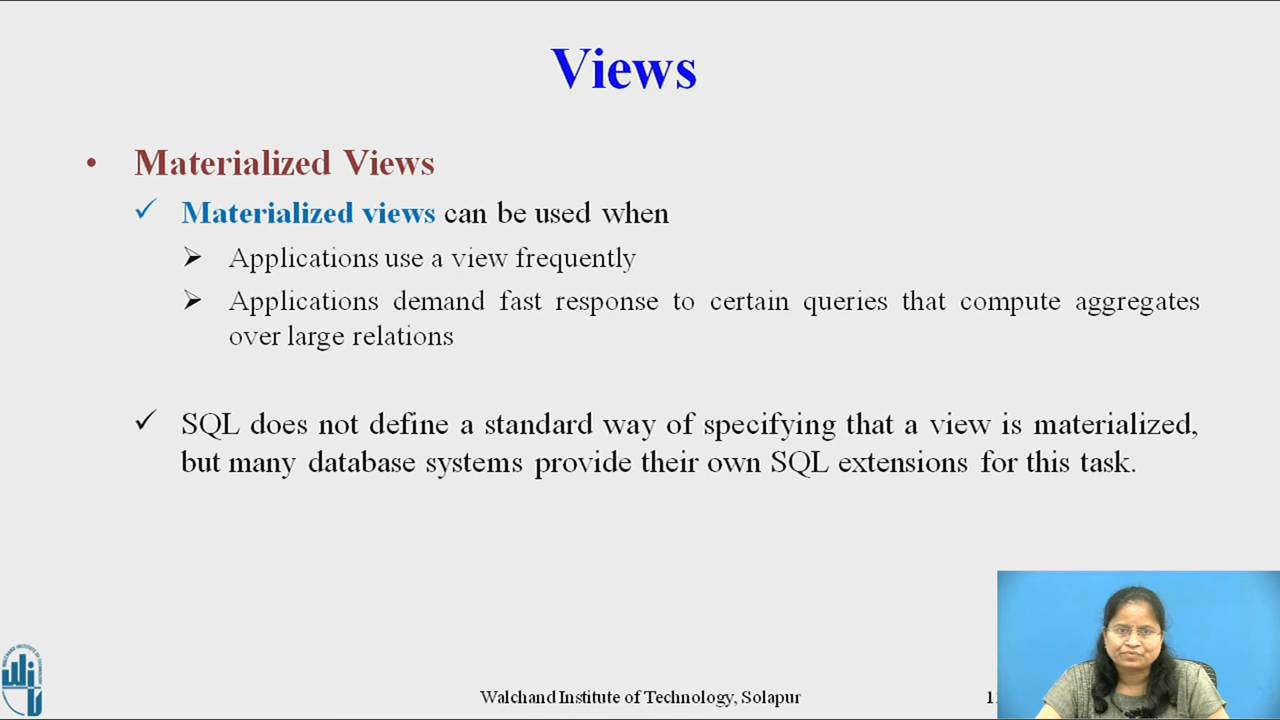 Views
• Materialized Views
✓ Materialized views can be used when
➢ Applications use a view frequently
➢ Applications demand fast response to certain queries that compute aggregates
over large relations
✓ SQL does not define a standard way of specifying that a view is materialized,
but many database systems provide their own SQL extensions for this task.
Walchand Institute of Technology, Solapur